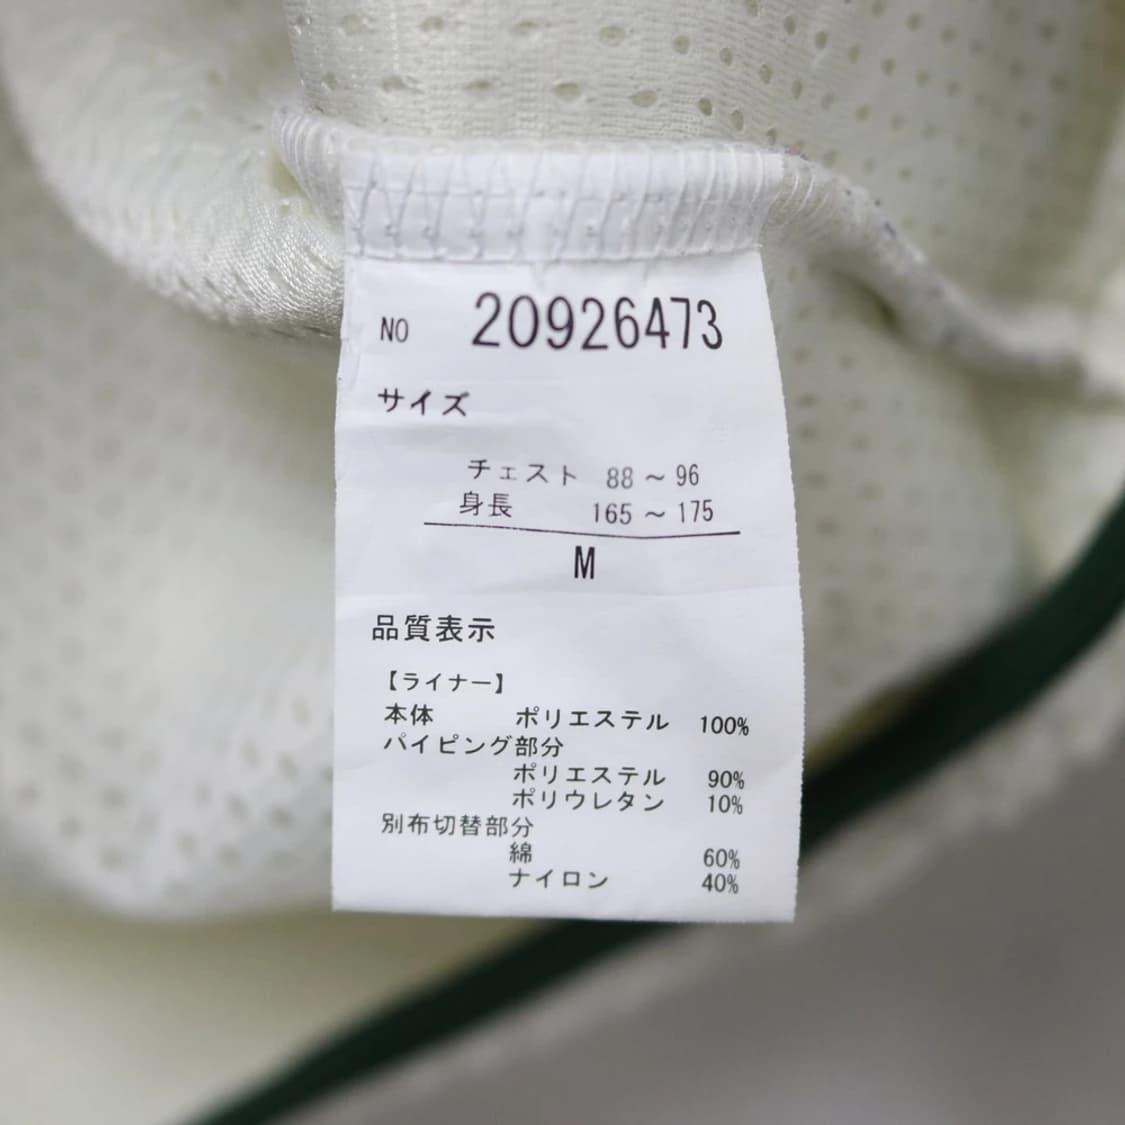 NO 20926473
サイズ
チェスト 88 ~ 96
身長 165 ~ 175
M
品質表示
【ライナー】
本体 ポリエステル 100%
パイピング部分
ポリエステル 90%
ポリウレタン 10%
別布切替部分
綿 60%
ナイロン 40%